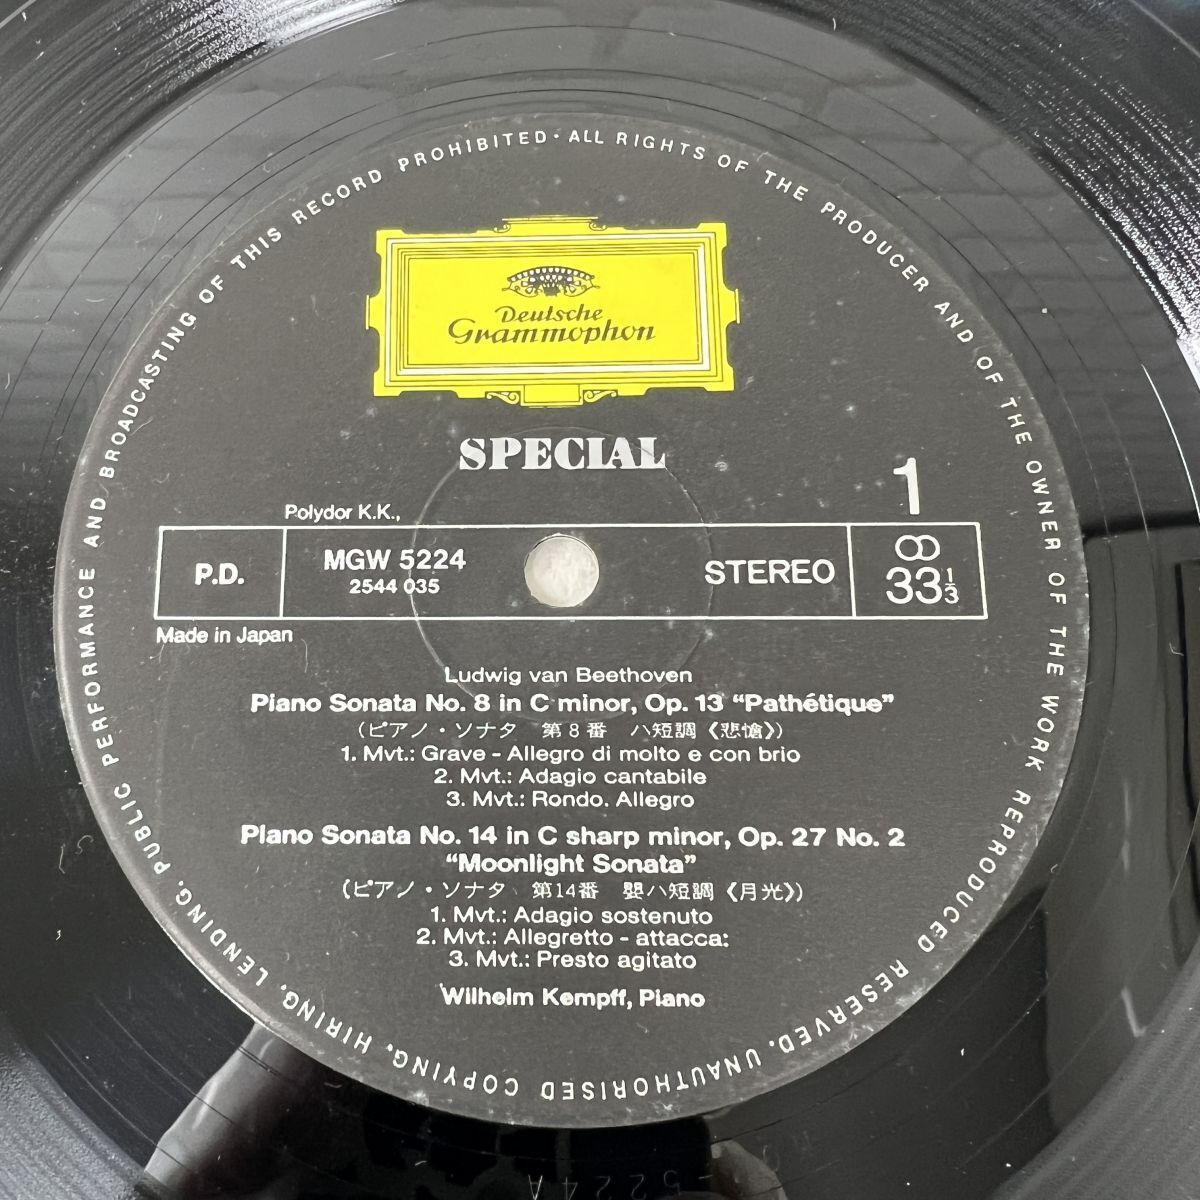 ALL RIGHTS OF THE PRODUCER AND OF THE OWNER OF THE WORK REPRODUCED RESERVED. UNAUTHORISED COPYING, HIRING, LENDING, PUBLIC PERFORMANCE AND BROADCASTING OF THIS RECORD PROHIBITED ·
Deutsche
Grammophon
SPECIAL
1
Polydor K.K.,
P.D.
MGW 5224
2544 035
STEREO
33 1/3
Made in Japan
Ludwig van Beethoven
Piano Sonata No. 8 in C minor, Op. 13 “Pathétique”
(ピアノ・ソナタ 第8番 ハ短調《悲愴》)
1. Mvt.: Grave - Allegro di molto e con brio
2. Mvt.: Adagio cantabile
3. Mvt.: Rondo. Allegro
Piano Sonata No. 14 in C sharp minor, Op. 27 No. 2
“Moonlight Sonata”
(ピアノ・ソナタ 第14番 嬰ハ短調《月光》)
1. Mvt.: Adagio sostenuto
2. Mvt.: Allegretto - attacca:
3. Mvt.: Presto agitato
Wilhelm Kempff, Piano